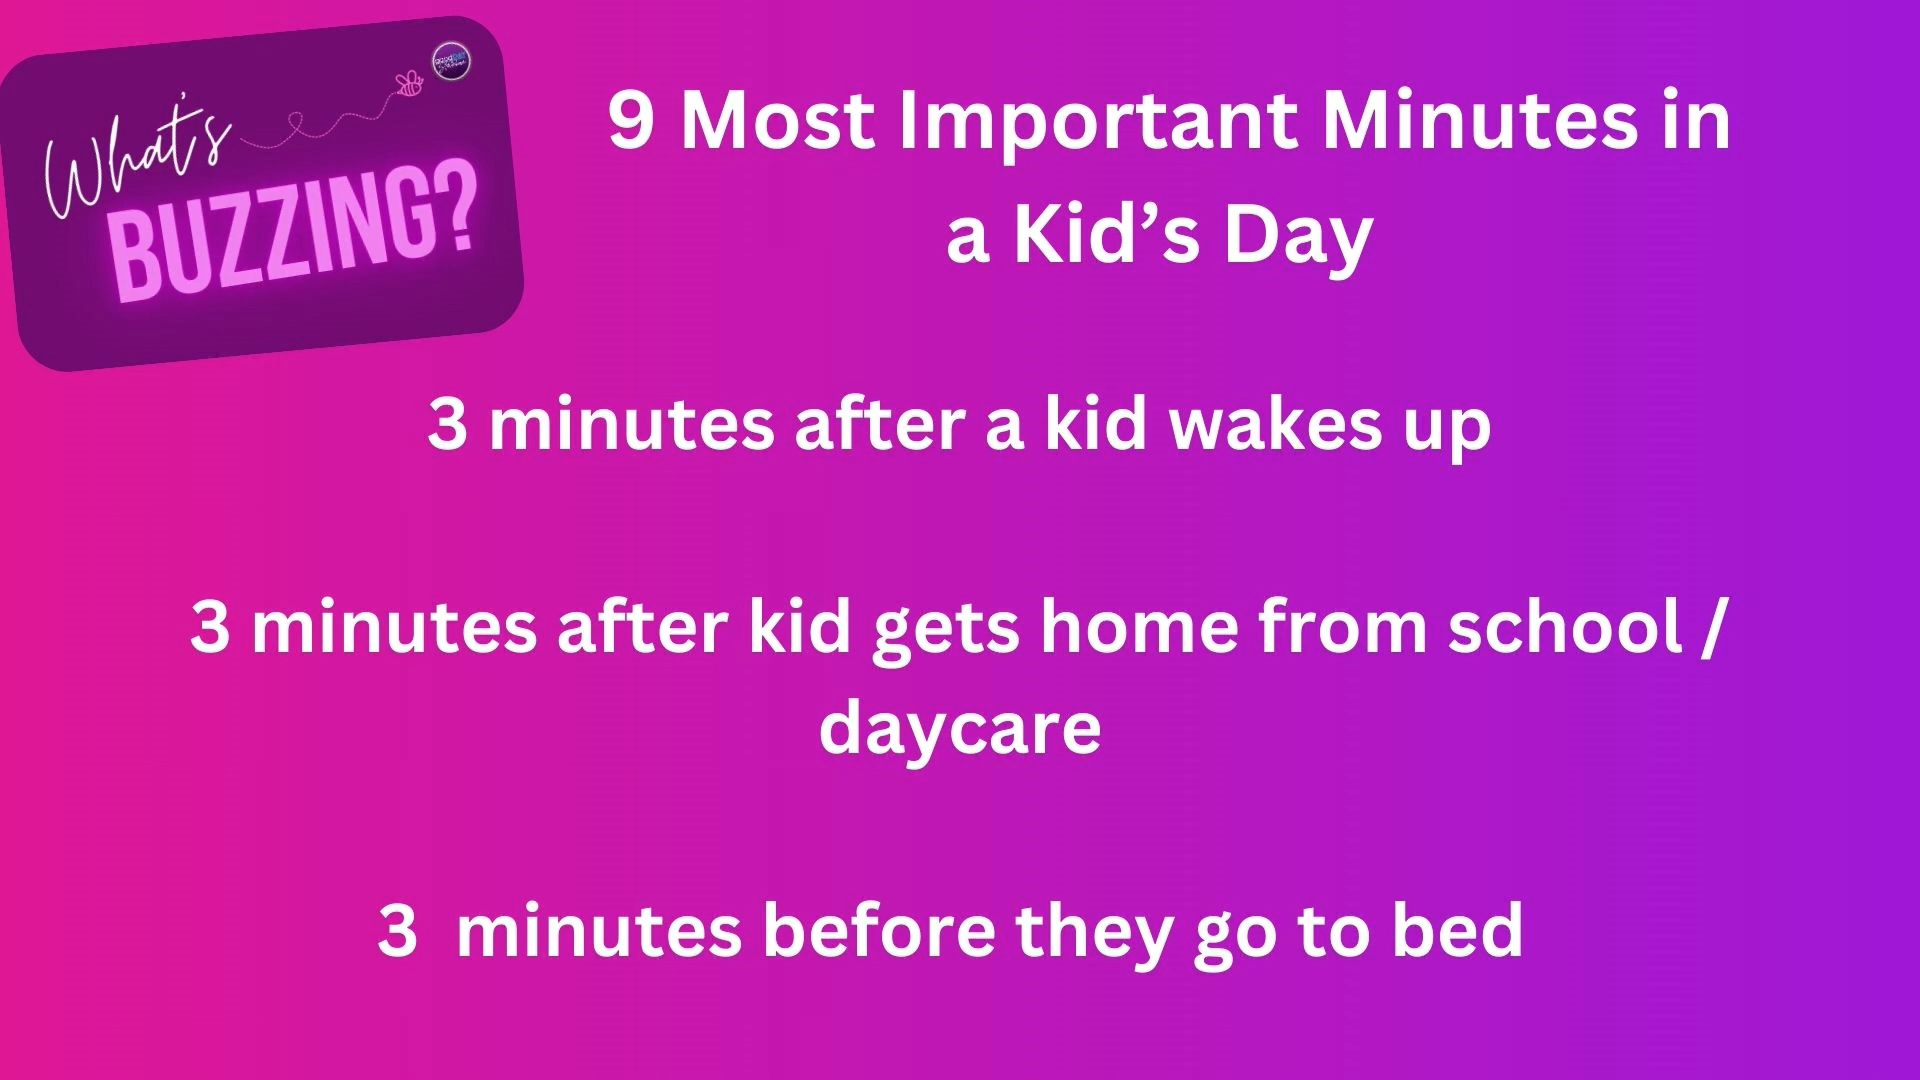 What's
BUZZING?
9 Most Important Minutes in
a Kid’s Day
3 minutes after a kid wakes up
3 minutes after kid gets home from school /
daycare
3  minutes before they go to bed